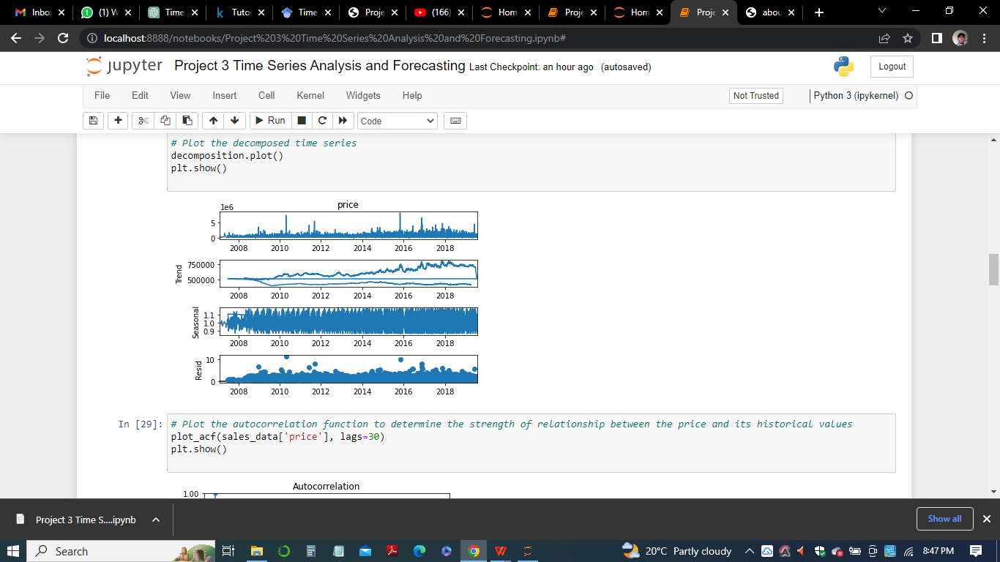 Inbo
(1) W
Time
Tuto
Time
Proje
(166)
Hom
Proje
Hom
Proje
abou
localhost:8888/notebooks/Project%203%20Time%20Series%20Analysis%20and%20Forecasting.ipynb#
jupyter Project 3 Time Series Analysis and Forecasting Last Checkpoint: an hour ago (autosaved)
Logout
File Edit View Insert Cell Kernel Widgets Help
Not Trusted
Python 3 (ipykernel)
Run
Code
# Plot the decomposed time series
decomposition.plot()
plt.show()
price
1e6
5
0
2008 2010 2012 2014 2016 2018
Trend
750000
500000
2008 2010 2012 2014 2016 2018
Seasonal
1.1
1.0
0.9
2008 2010 2012 2014 2016 2018
Resid
10
0
2008 2010 2012 2014 2016 2018
In [29]:
# Plot the autocorrelation function to determine the strength of relationship between the price and its historical values
plot_acf(sales_data['price'], lags=30)
plt.show()
Autocorrelation
1.00
Project 3 Time S....ipynb
Show all
Search
20°C Partly cloudy
8:47 PM